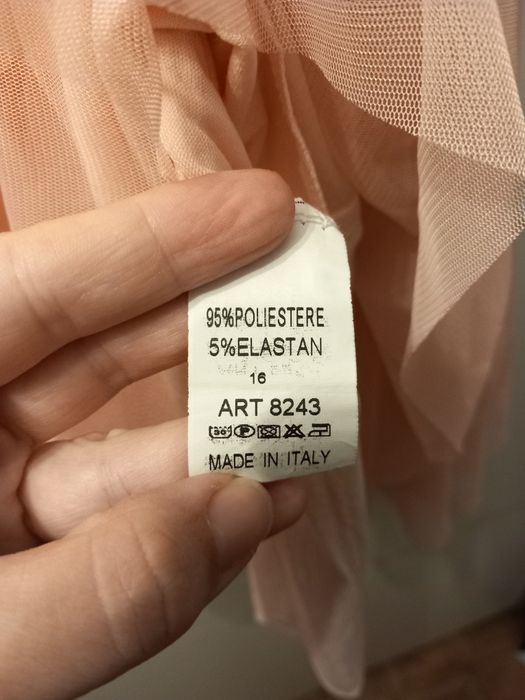 95%POLIESTERE
5%ELASTAN
16
ART 8243
MADE IN ITALY